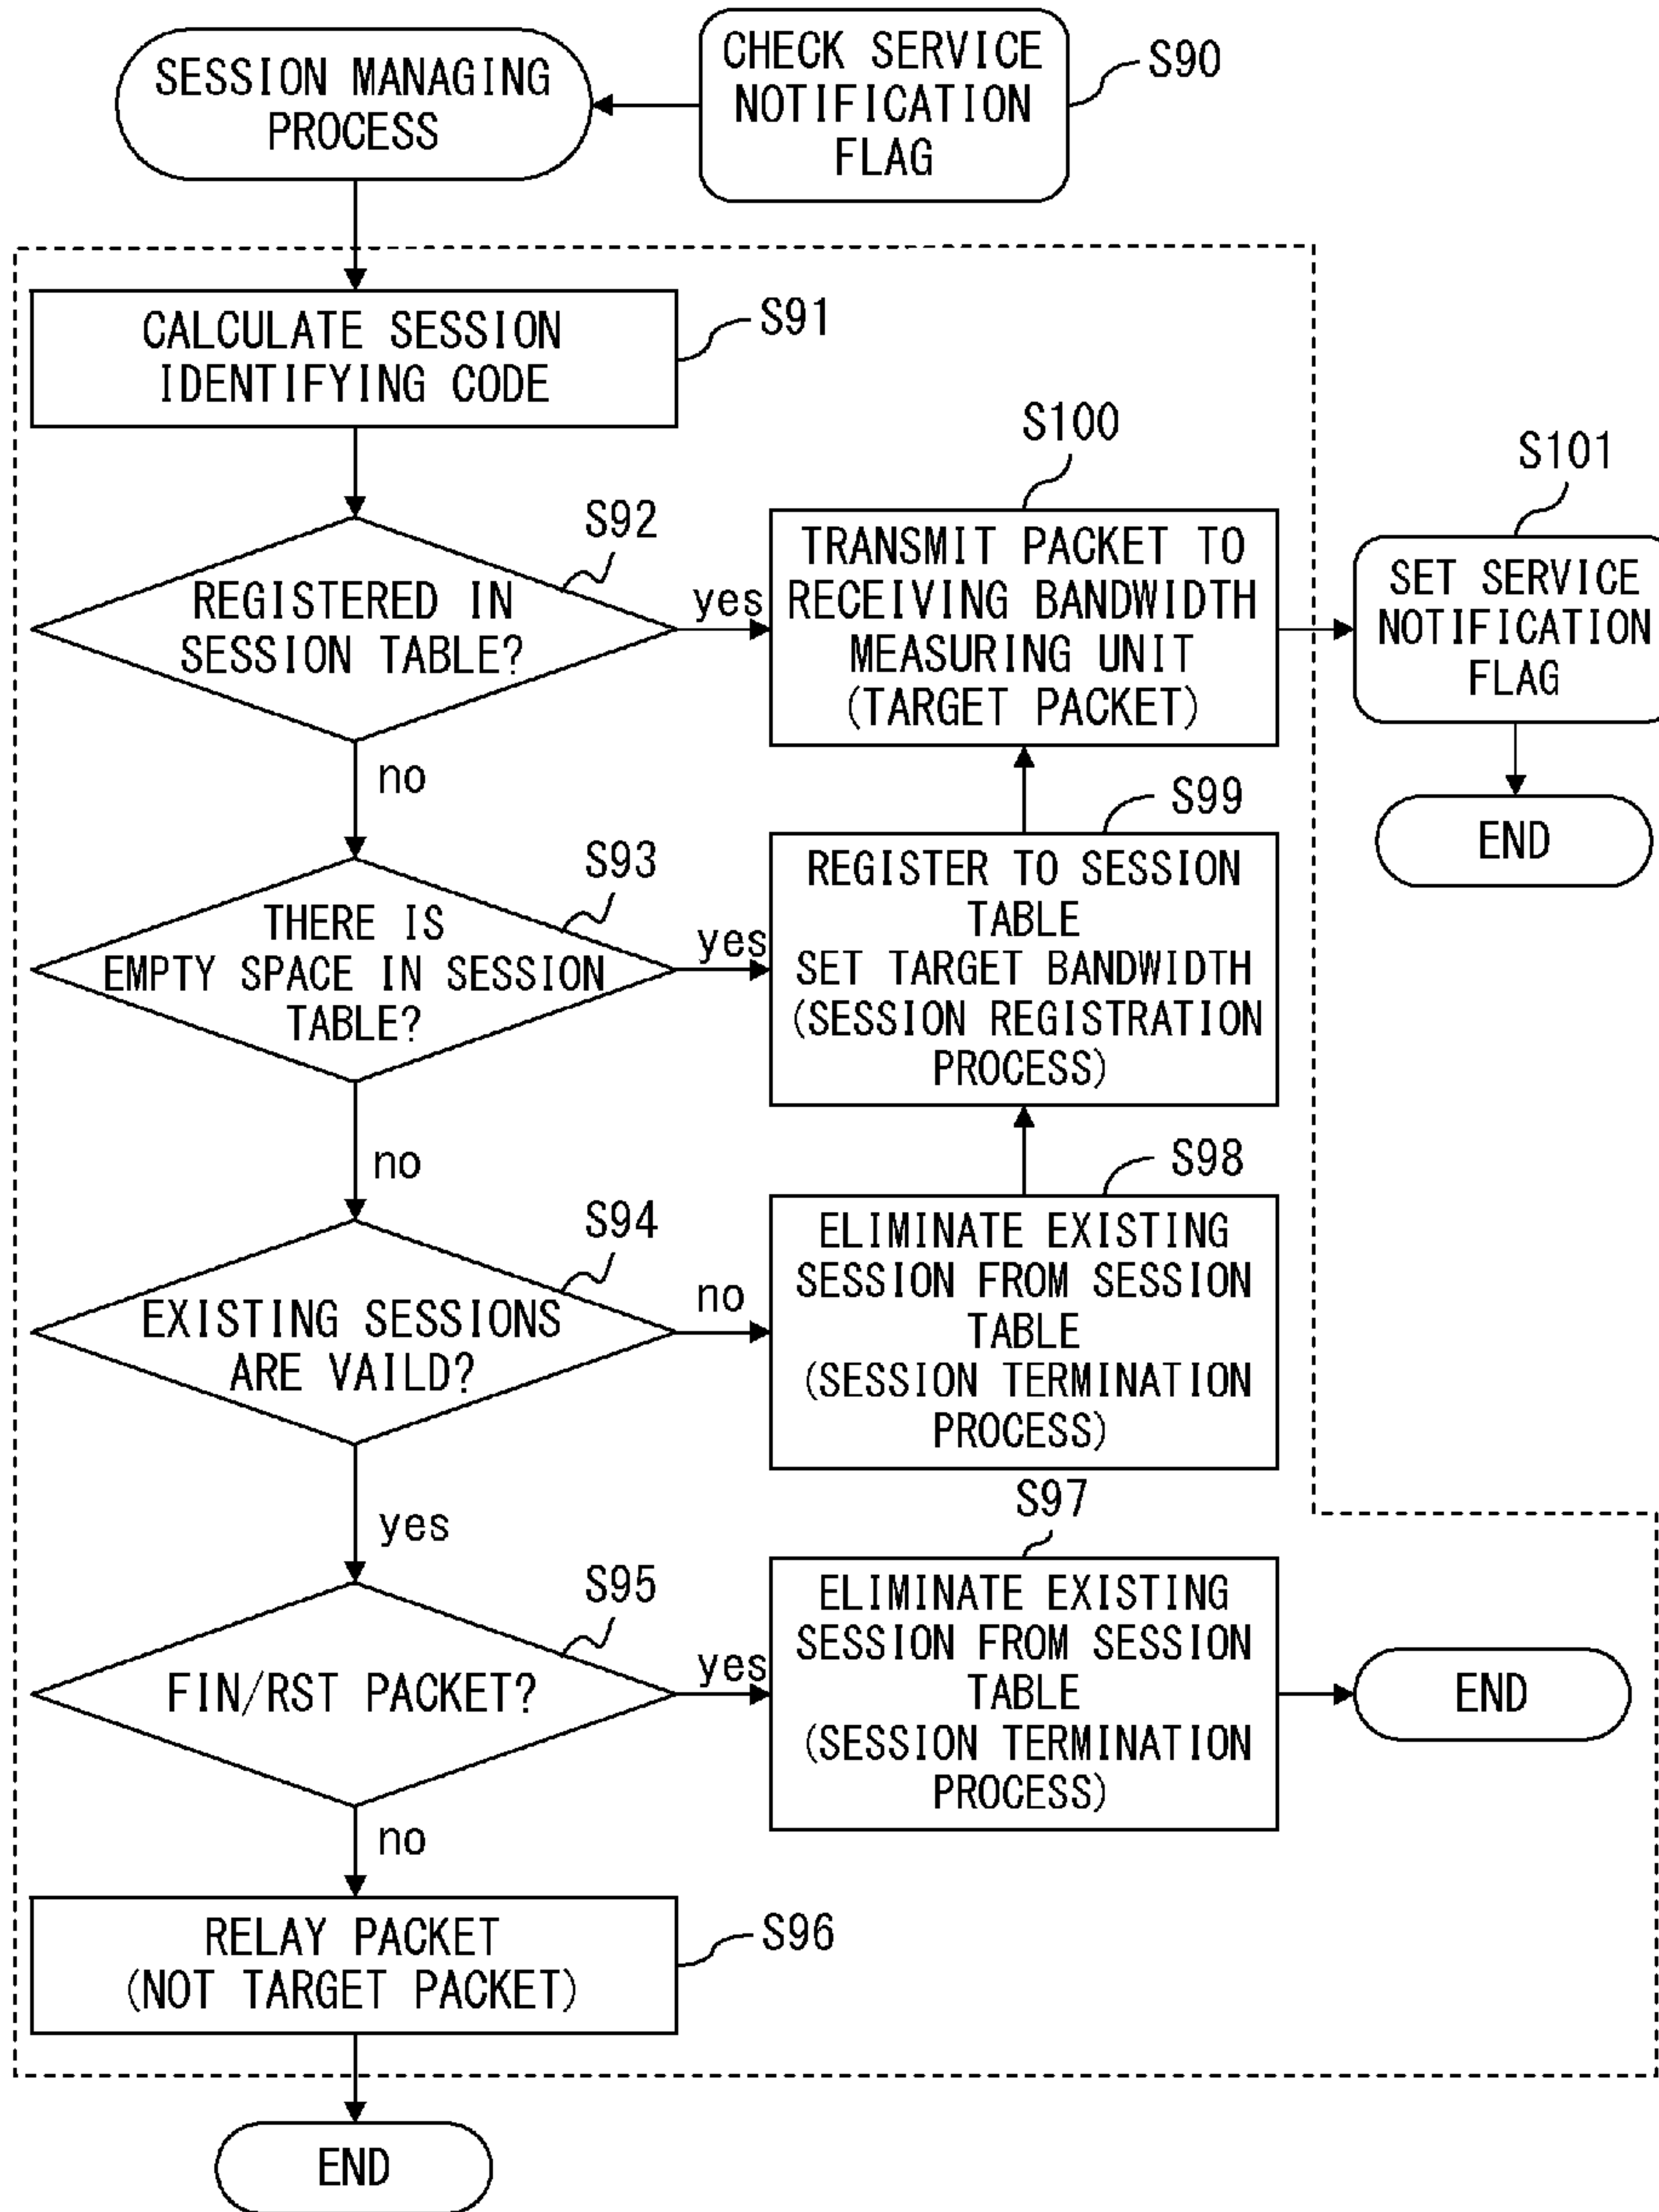 SESSION MANAGING
PROCESS
CHECK SERVICE
NOTIFICATION
FLAG
S90
CALCULATE SESSION
IDENTIFYING CODE
S91
REGISTERED IN
SESSION TABLE?
S92
yes
no
TRANSMIT PACKET TO
RECEIVING BANDWIDTH
MEASURING UNIT
(TARGET PACKET)
S100
SET SERVICE
NOTIFICATION
FLAG
S101
END
THERE IS
EMPTY SPACE IN SESSION
TABLE?
S93
yes
no
REGISTER TO SESSION
TABLE
SET TARGET BANDWIDTH
(SESSION REGISTRATION
PROCESS)
S99
EXISTING SESSIONS
ARE VAILD?
S94
no
yes
ELIMINATE EXISTING
SESSION FROM SESSION
TABLE
(SESSION TERMINATION
PROCESS)
S98
FIN/RST PACKET?
S95
yes
no
ELIMINATE EXISTING
SESSION FROM SESSION
TABLE
(SESSION TERMINATION
PROCESS)
S97
END
RELAY PACKET
(NOT TARGET PACKET)
S96
END